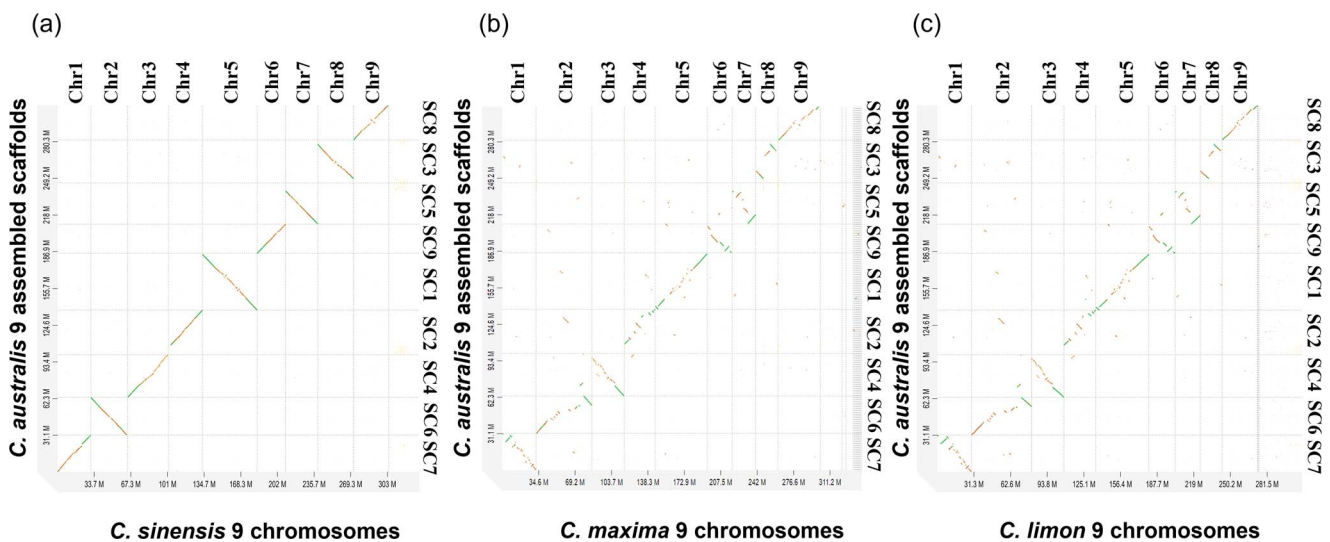 (a)
Chr1 Chr2 Chr3 Chr4 Chr5 Chr6 Chr7 Chr8 Chr9
C. australis 9 assembled scaffolds
280.3 M
249.2 M
218 M
186.9 M
155.7 M
124.6 M
93.4 M
62.3 M
31.1 M
SC8 SC3 SC5 SC9 SC1 SC2 SC4 SC6 SC7
33.7 M 67.3 M 101 M 134.7 M 168.3 M 202 M 235.7 M 269.3 M 303 M
C. sinensis 9 chromosomes
(b)
Chr1 Chr2 Chr3 Chr4 Chr5 Chr6 Chr7 Chr8 Chr9
C. australis 9 assembled scaffolds
280.3 M
249.2 M
218 M
186.9 M
155.7 M
124.6 M
93.4 M
62.3 M
31.1 M
SC8 SC3 SC5 SC9 SC1 SC2 SC4 SC6 SC7
34.6 M 69.2 M 103.7 M 138.3 M 172.9 M 207.5 M 242 M 276.6 M 311.2 M
C. maxima 9 chromosomes
(c)
Chr1 Chr2 Chr3 Chr4 Chr5 Chr6 Chr7 Chr8 Chr9
C. australis 9 assembled scaffolds
280.3 M
249.2 M
218 M
186.9 M
155.7 M
124.6 M
93.4 M
62.3 M
31.1 M
SC8 SC3 SC5 SC9 SC1 SC2 SC4 SC6 SC7
31.3 M 62.6 M 93.8 M 125.1 M 156.4 M 187.7 M 219 M 250.2 M 281.5 M
C. limon 9 chromosomes